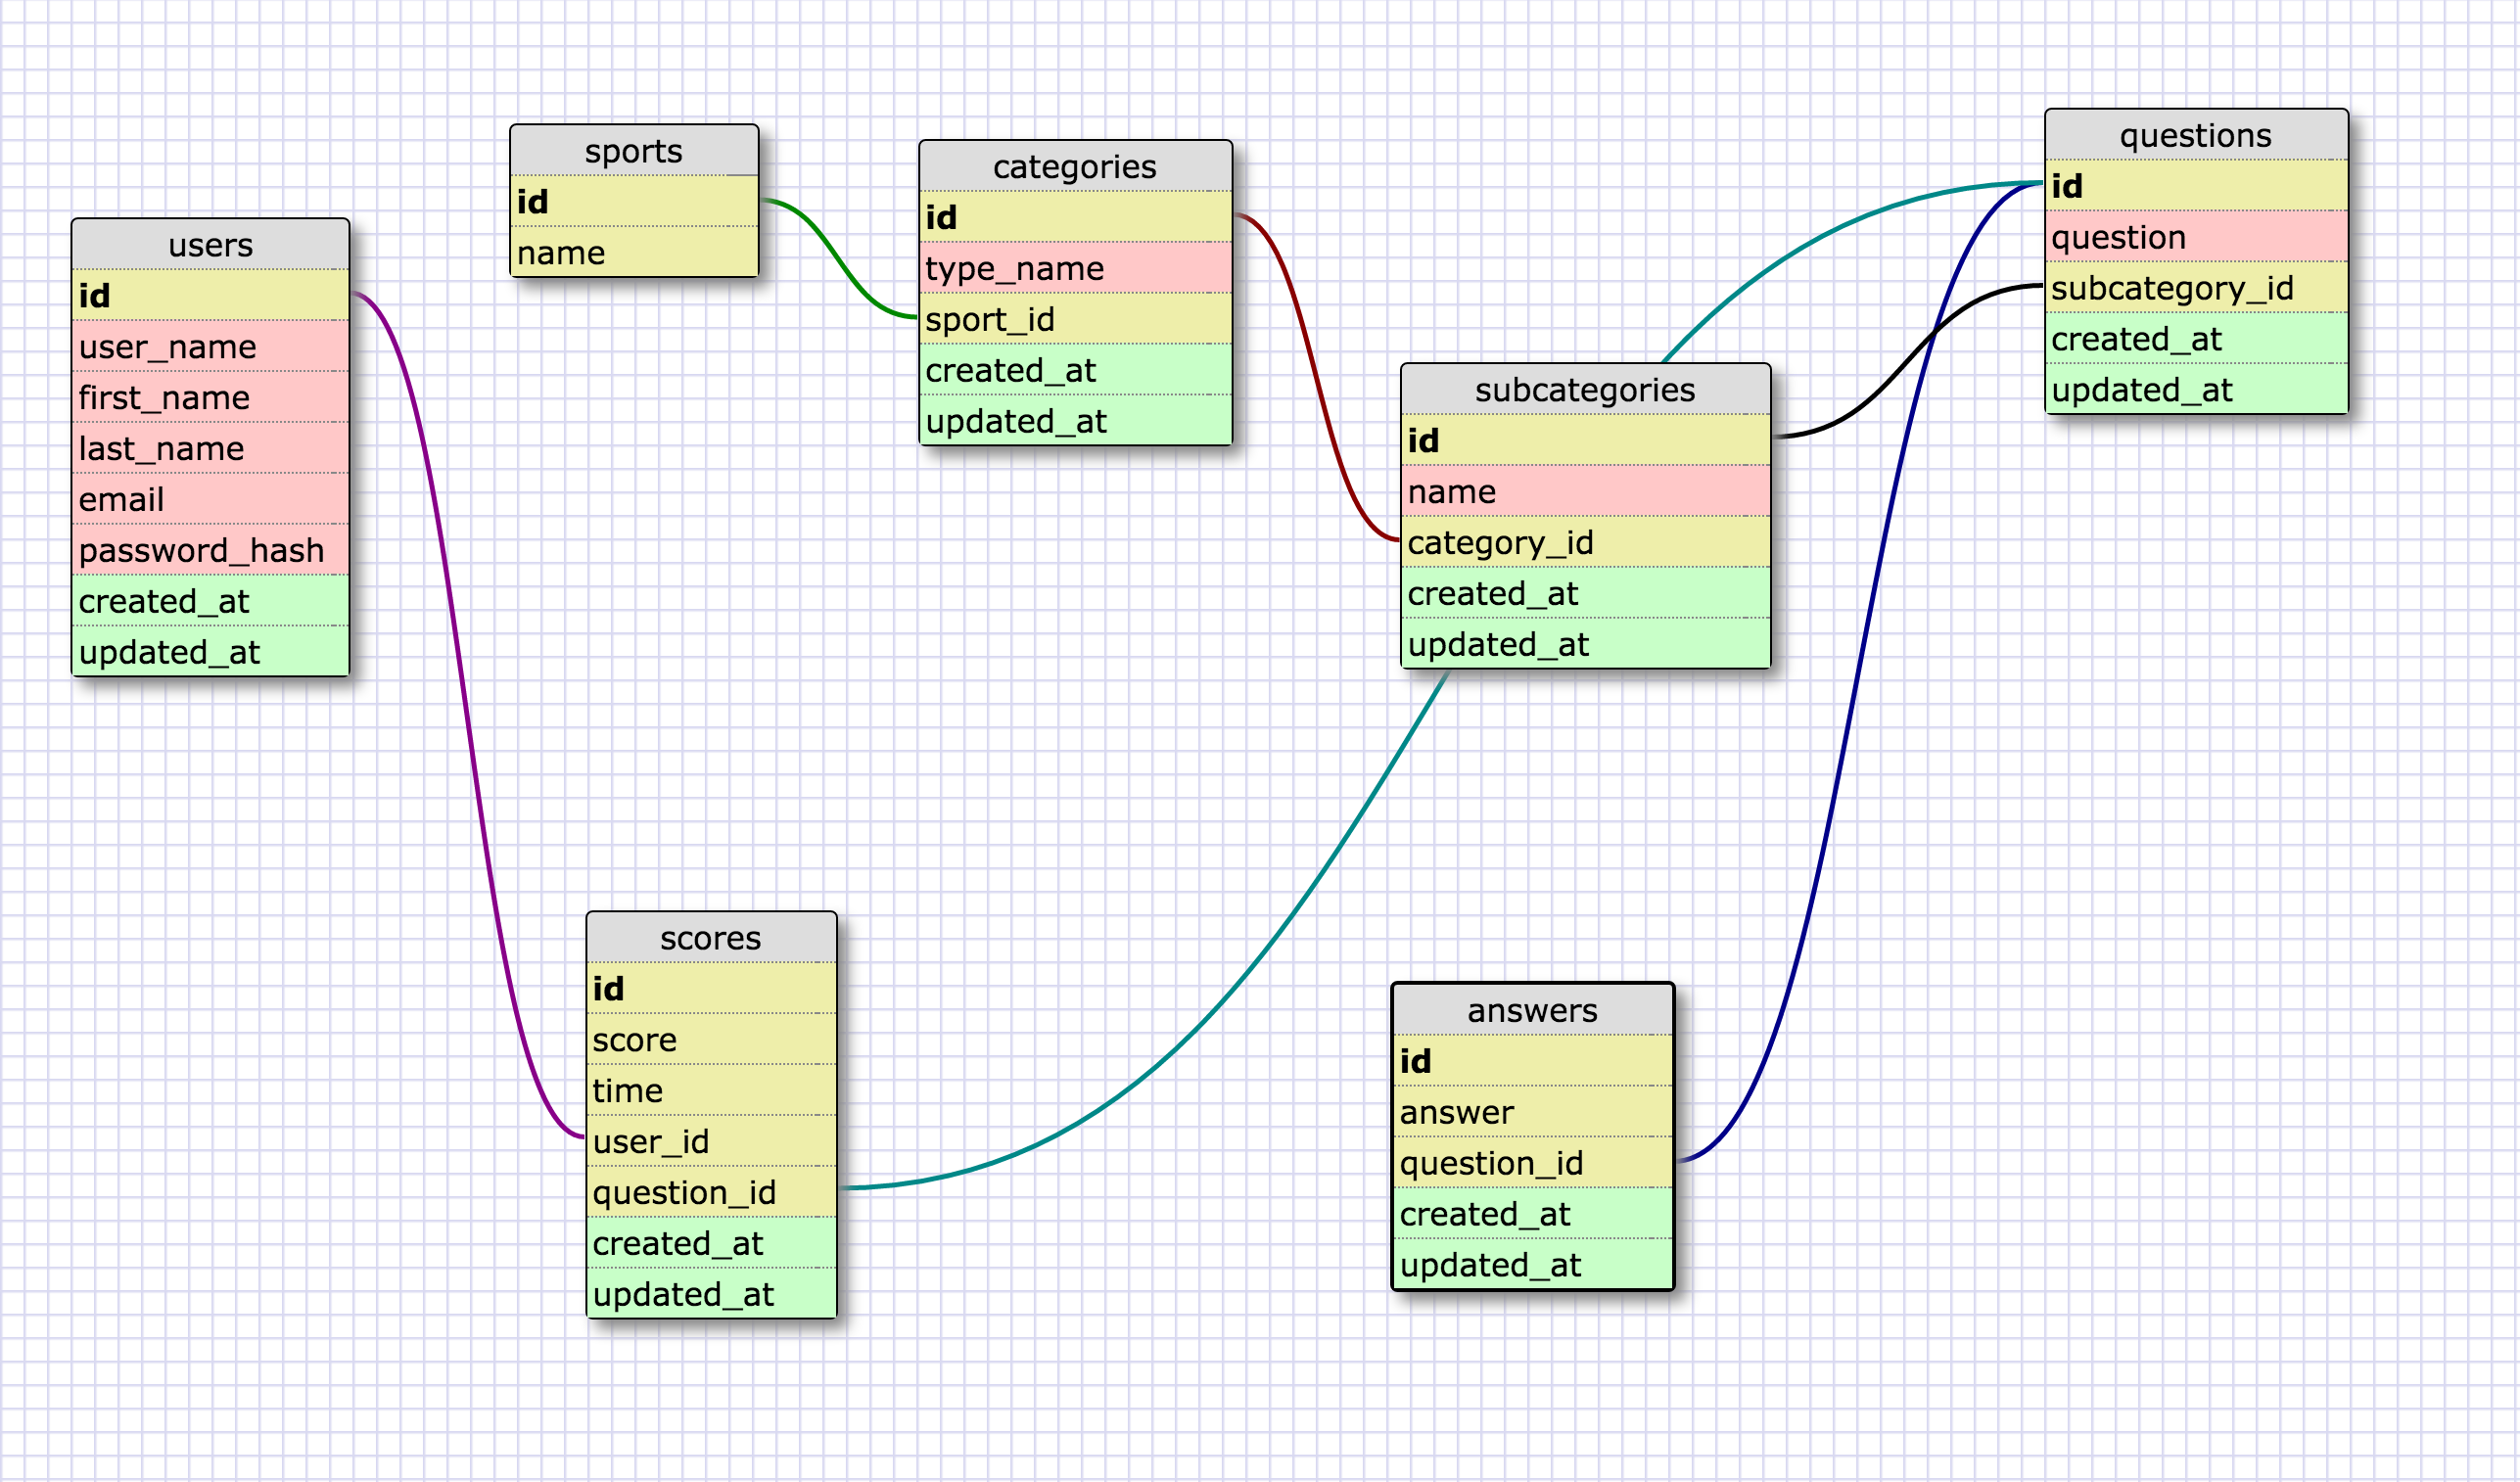 users
id
user_name
first_name
last_name
email
password_hash
created_at
updated_at
sports
id
name
categories
id
type_name
sport_id
created_at
updated_at
subcategories
id
name
category_id
created_at
updated_at
questions
id
question
subcategory_id
created_at
updated_at
scores
id
score
time
user_id
question_id
created_at
updated_at
answers
id
answer
question_id
created_at
updated_at